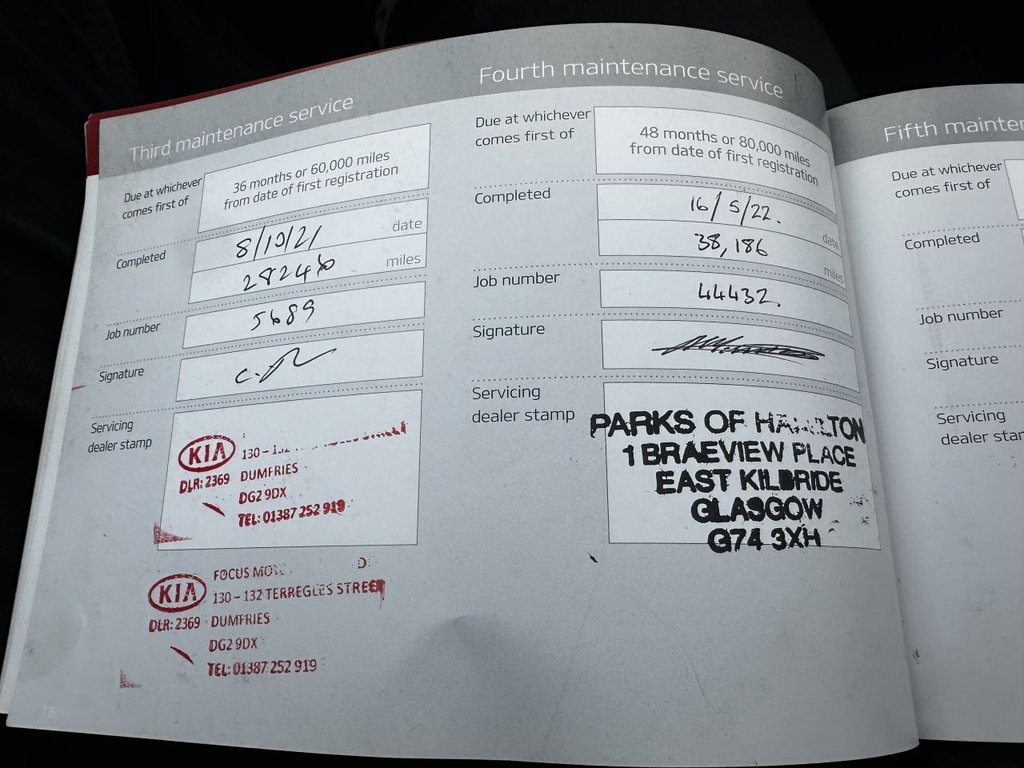 Third maintenance service
Due at whichever
comes first of
36 months or 60,000 miles
from date of first registration
Completed
8/10/21 date
28240 miles
Job number
5689
Signature
Servicing
dealer stamp
KIA
130 - 132
DLR: 2369 DUMFRIES
DG2 9DX
TEL: 01387 252 919
KIA
FOCUS
130 - 132 TERREGLES STREET
DLR: 2369 DUMFRIES
DG2 9DX
TEL: 01387 252 919
Fourth maintenance service
Due at whichever
comes first of
48 months or 80,000 miles
from date of first registration
Completed
16/5/22. date
38,186 miles
Job number
44432.
Signature
Servicing
dealer stamp
PARKS OF HAMILTON
1 BRAEVIEW PLACE
EAST KILBRIDE
GLASGOW
G74 3XH
Fifth mainten
Due at whichever
comes first of
Completed
Job number
Signature
Servicing
dealer star